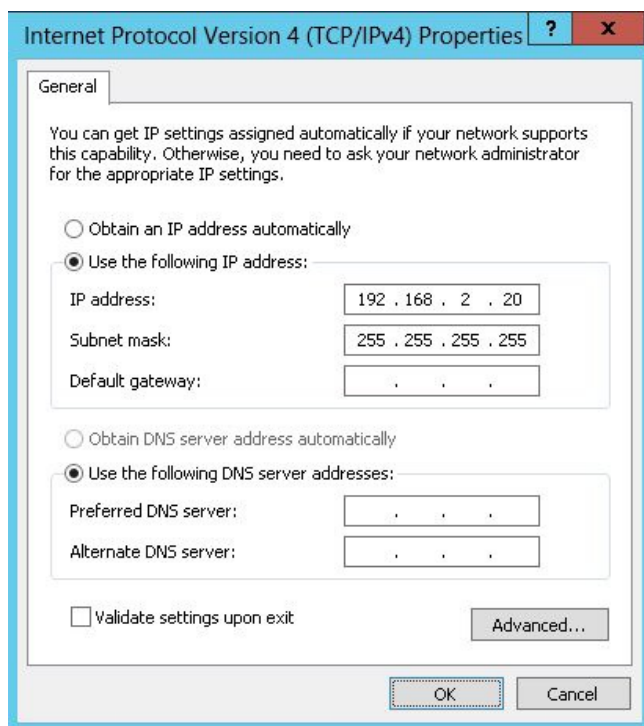 Internet Protocol Version 4 (TCP/IPv4) Properties ? x
General
You can get IP settings assigned automatically if your network supports
this capability. Otherwise, you need to ask your network administrator
for the appropriate IP settings.
Obtain an IP address automatically
Use the following IP address:
IP address: 192 . 168 . 2 . 20
Subnet mask: 255 . 255 . 255 . 255
Default gateway: . . .
Obtain DNS server address automatically
Use the following DNS server addresses:
Preferred DNS server: . . .
Alternate DNS server: . . .
Validate settings upon exit Advanced...
OK Cancel